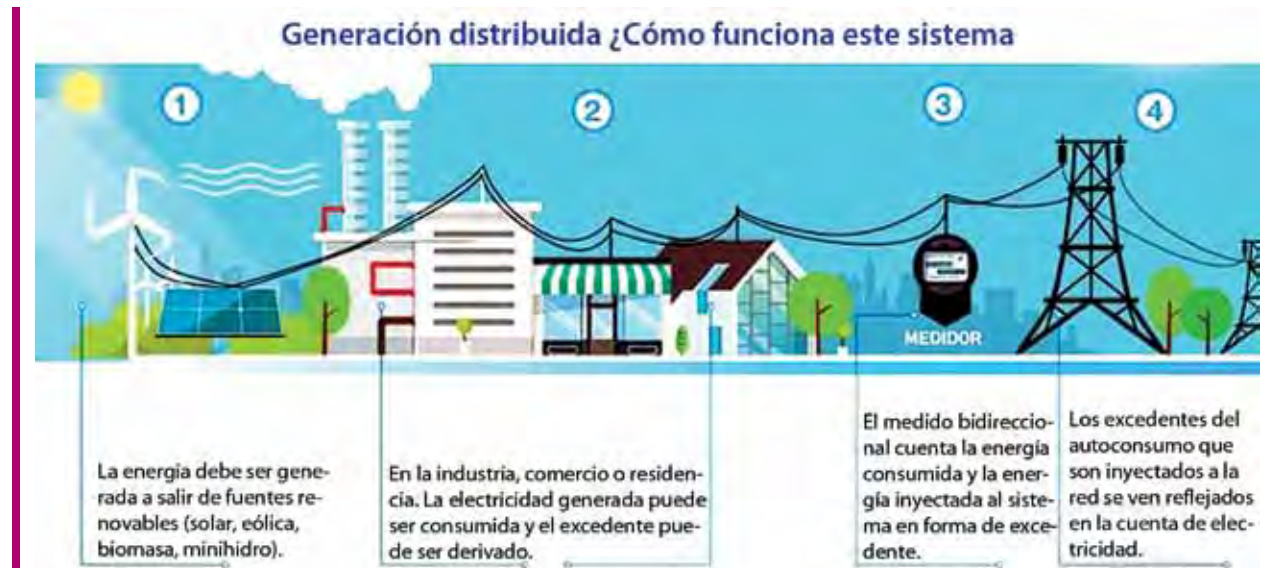 Generación distribuida ¿Cómo funciona este sistema
1
2
3
4
MEDIDOR
La energía debe ser gene-
rada a salir de fuentes re-
novables (solar, eólica,
biomasa, minihidro).
En la industria, comercio o residen-
cia. La electricidad generada puede
ser consumida y el excedente pue-
de ser derivado.
El medido bidireccio-
nal cuenta la energía
consumida y la ener-
gía inyectada al siste-
ma en forma de exce-
dente.
Los excedentes del
autoconsumo que
son inyectados a la
red se ven reflejados
en la cuenta de elec-
tricidad.